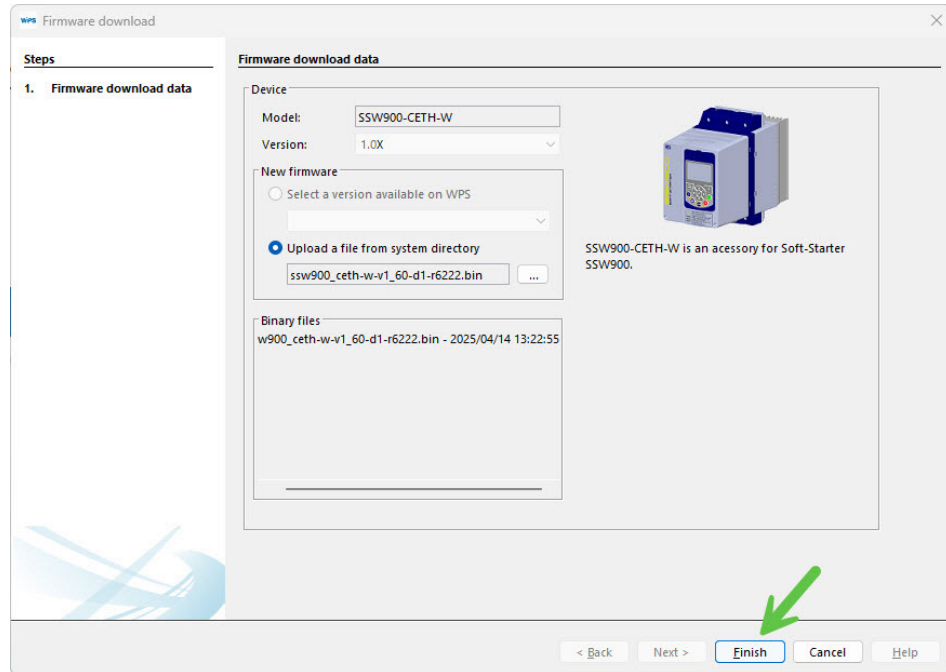 WPS Firmware download
Steps
1. Firmware download data
Firmware download data
Device
Model: SSW900-CETH-W
Version: 1.0X
New firmware
Select a version available on WPS
Upload a file from system directory
ssw900_ceth-w-v1_60-d1-r6222.bin ...
Binary files
w900_ceth-w-v1_60-d1-r6222.bin - 2025/04/14 13:22:55
SSW900-CETH-W is an acessory for Soft-Starter
SSW900.
< Back Next > Finish Cancel Help